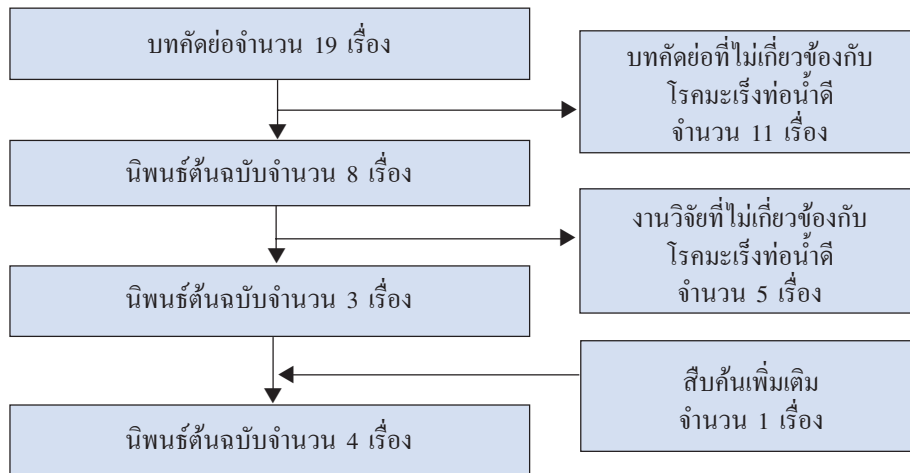 บทคัดย่อจำนวน 19 เรื่อง
บทคัดย่อที่ไม่เกี่ยวข้องกับ
โรคมะเร็งท่อน้ำดี
จำนวน 11 เรื่อง
นิพนธ์ต้นฉบับจำนวน 8 เรื่อง
งานวิจัยที่ไม่เกี่ยวข้องกับ
โรคมะเร็งท่อน้ำดี
จำนวน 5 เรื่อง
นิพนธ์ต้นฉบับจำนวน 3 เรื่อง
สืบค้นเพิ่มเติม
จำนวน 1 เรื่อง
นิพนธ์ต้นฉบับจำนวน 4 เรื่อง